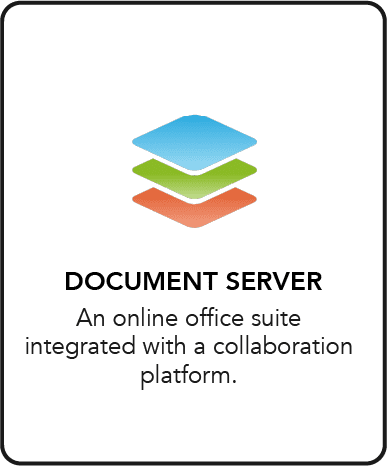 DOCUMENT SERVER
An online office suite
integrated with a collaboration
platform.